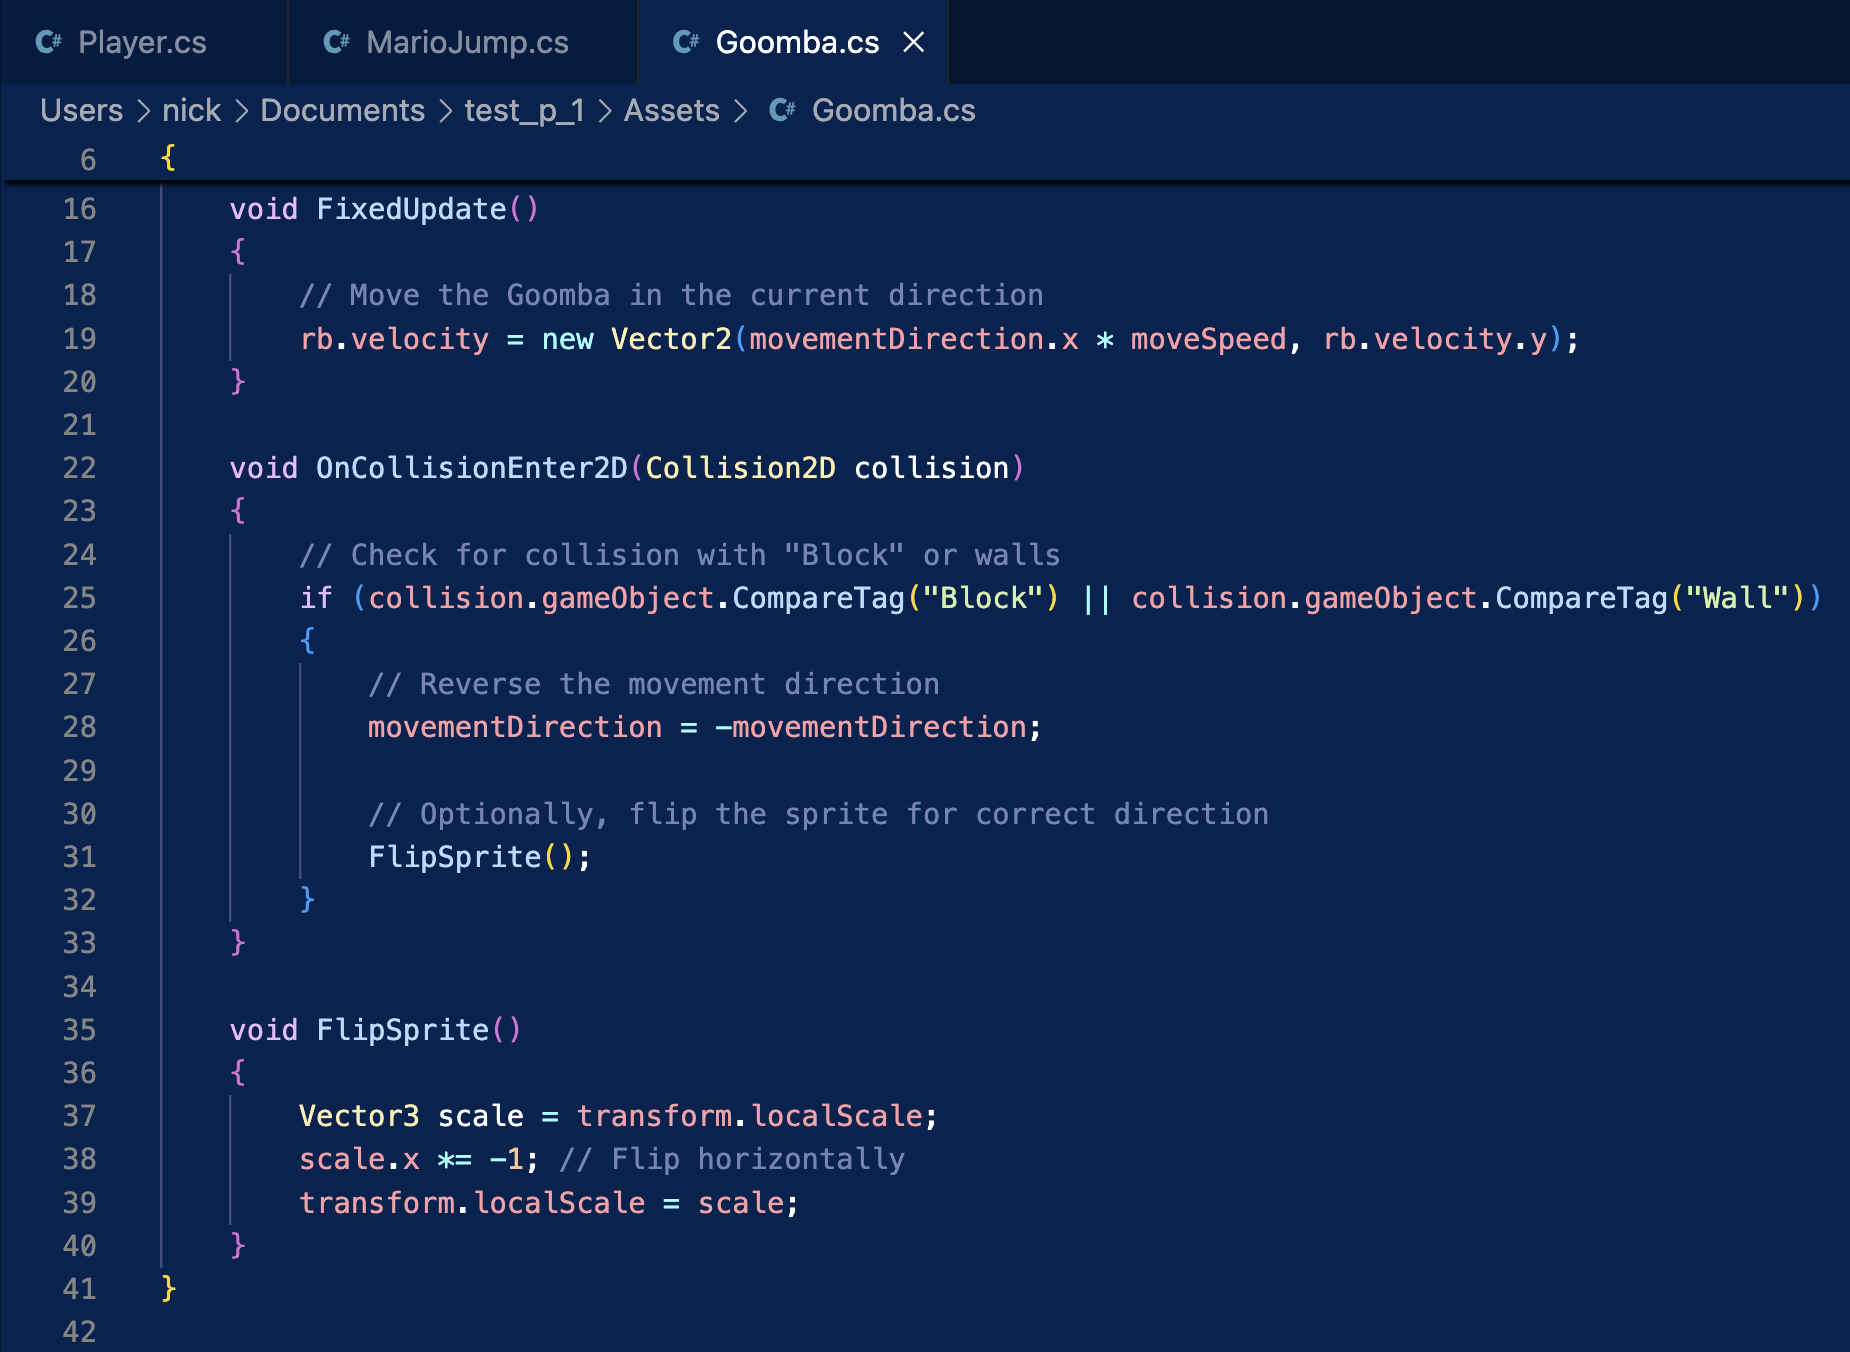 C# Player.cs C# MarioJump.cs C# Goomba.cs ×
Users > nick > Documents > test_p_1 > Assets > C# Goomba.cs
6 {
16 void FixedUpdate()
17 {
18 // Move the Goomba in the current direction
19 rb.velocity = new Vector2(movementDirection.x * moveSpeed, rb.velocity.y);
20 }
21
22 void OnCollisionEnter2D(Collision2D collision)
23 {
24 // Check for collision with "Block" or walls
25 if (collision.gameObject.CompareTag("Block") || collision.gameObject.CompareTag("Wall"))
26 {
27 // Reverse the movement direction
28 movementDirection = -movementDirection;
29
30 // Optionally, flip the sprite for correct direction
31 FlipSprite();
32 }
33 }
34
35 void FlipSprite()
36 {
37 Vector3 scale = transform.localScale;
38 scale.x *= -1; // Flip horizontally
39 transform.localScale = scale;
40 }
41 }
42